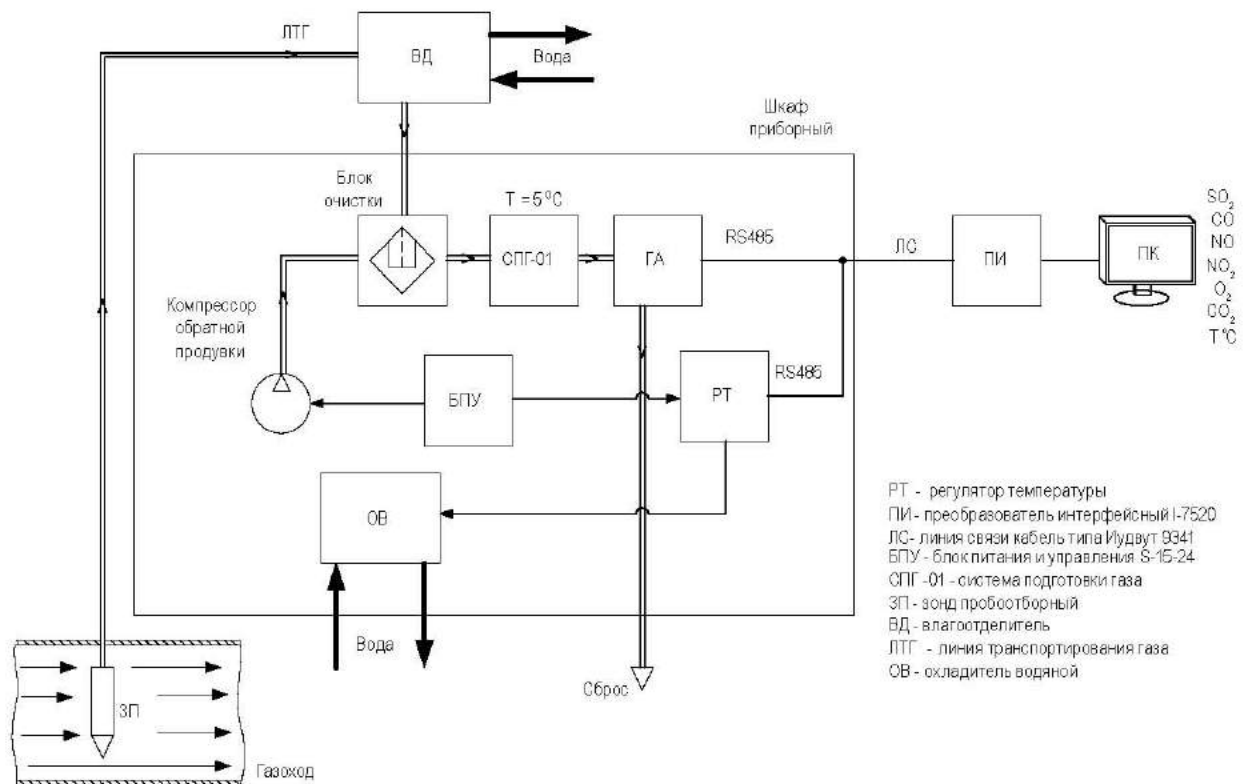 ЛТГ
ВД
Вода
Шкаф
приборный
Блок
очистки
T = 5 °C
СПГ-01
ГА
RS485
ЛС
ПИ
ПК
SO₂
CO
NO
NO₂
O₂
CO₂
T °C
Компрессор
обратной
продувки
БПУ
РТ
RS485
ОВ
Вода
Сброс
ЗП
Газоход
РТ - регулятор температуры
ПИ- преобразователь интерфейсный I-7520
ЛС- линия связи кабель типа Иудвут 9341
БПУ - блок питания и управления S-15-24
СПГ -01 - система подготовки газа
ЗП - зонд пробоотборный
ВД - влагоотделитель
ЛТГ - линия транспортирования газа
ОВ - охладитель водяной